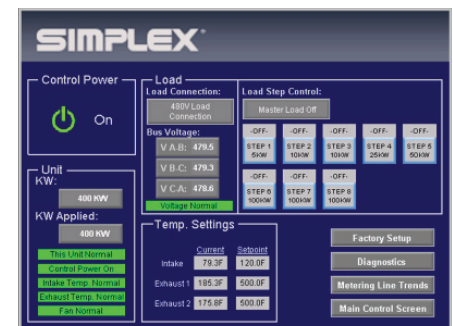 SIMPLEX
Control Power
On
Unit
KW:
400 KW
KW Applied:
400 KW
This Unit Normal
Control Power On
Intake Temp. Normal
Exhaust Temp. Normal
Fan Normal
Load
Load Connection:
480V Load
Connection
Bus Voltage:
V A-B: 479.5
V B-C: 479.3
V C-A: 478.6
Voltage Normal
Load Step Control:
Master Load Off
-OFF- -OFF- -OFF- -OFF- -OFF-
STEP 1 STEP 2 STEP 3 STEP 4 STEP 5
5KW 10KW 10KW 25KW 50KW
-OFF- -OFF- -OFF-
STEP 6 STEP 7 STEP 8
100KW 100KW 100KW
Temp. Settings
Current Setpoint
Intake 79.3F 120.0F
Exhaust 1 185.3F 500.0F
Exhaust 2 175.8F 500.0F
Factory Setup
Diagnostics
Metering Line Trends
Main Control Screen